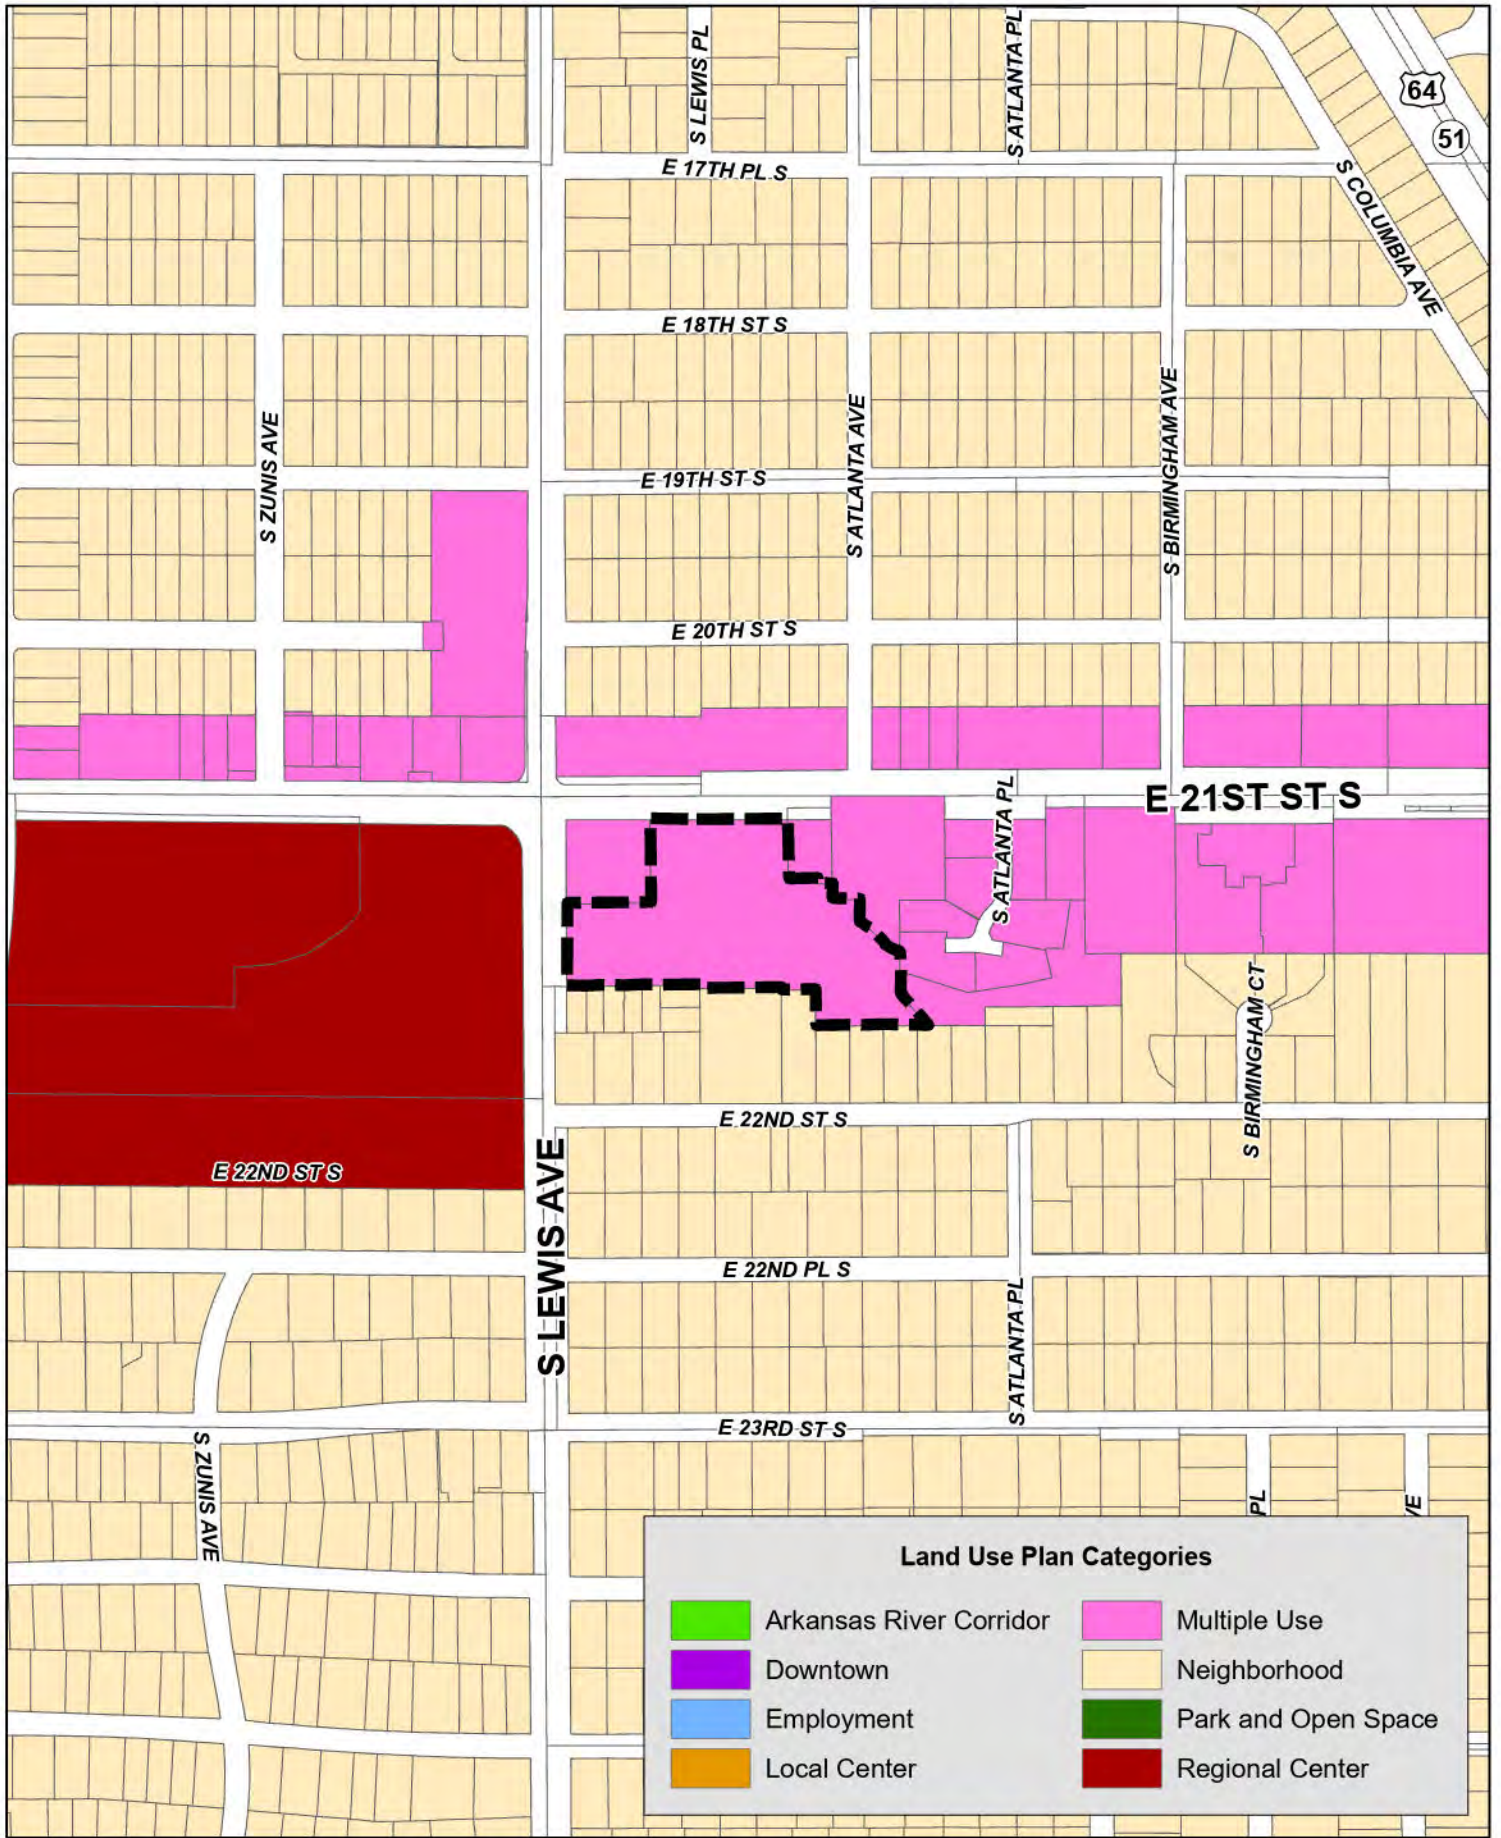 S LEWIS PL
S ATLANTA PL
64
51
E 17TH PL S
S COLUMBIA AVE
E 18TH ST S
S ZUNIS AVE
S ATLANTA AVE
S BIRMINGHAM AVE
E 19TH ST S
E 20TH ST S
E 21ST ST S
S ATLANTA PL
S BIRMINGHAM CT
E 22ND ST S
E 22ND ST S
S LEWIS AVE
E 22ND PL S
S ATLANTA PL
E 23RD ST S
S ZUNIS AVE
PL
VE
Land Use Plan Categories
Arkansas River Corridor
Multiple Use
Downtown
Neighborhood
Employment
Park and Open Space
Local Center
Regional Center